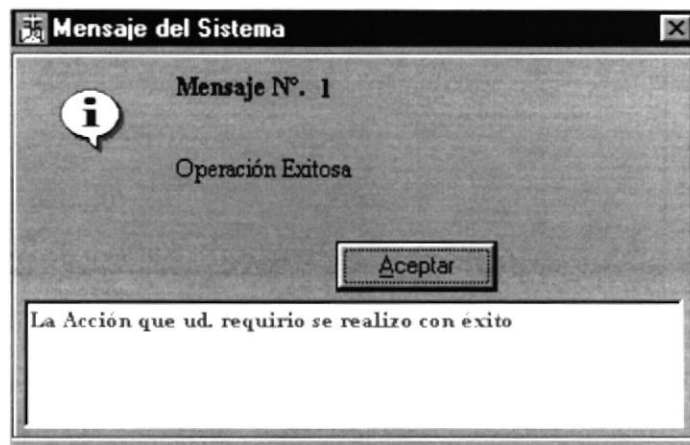 Mensaje del Sistema
Mensaje N°. 1
Operación Exitosa
Aceptar
La Acción que ud. requirio se realizo con éxito